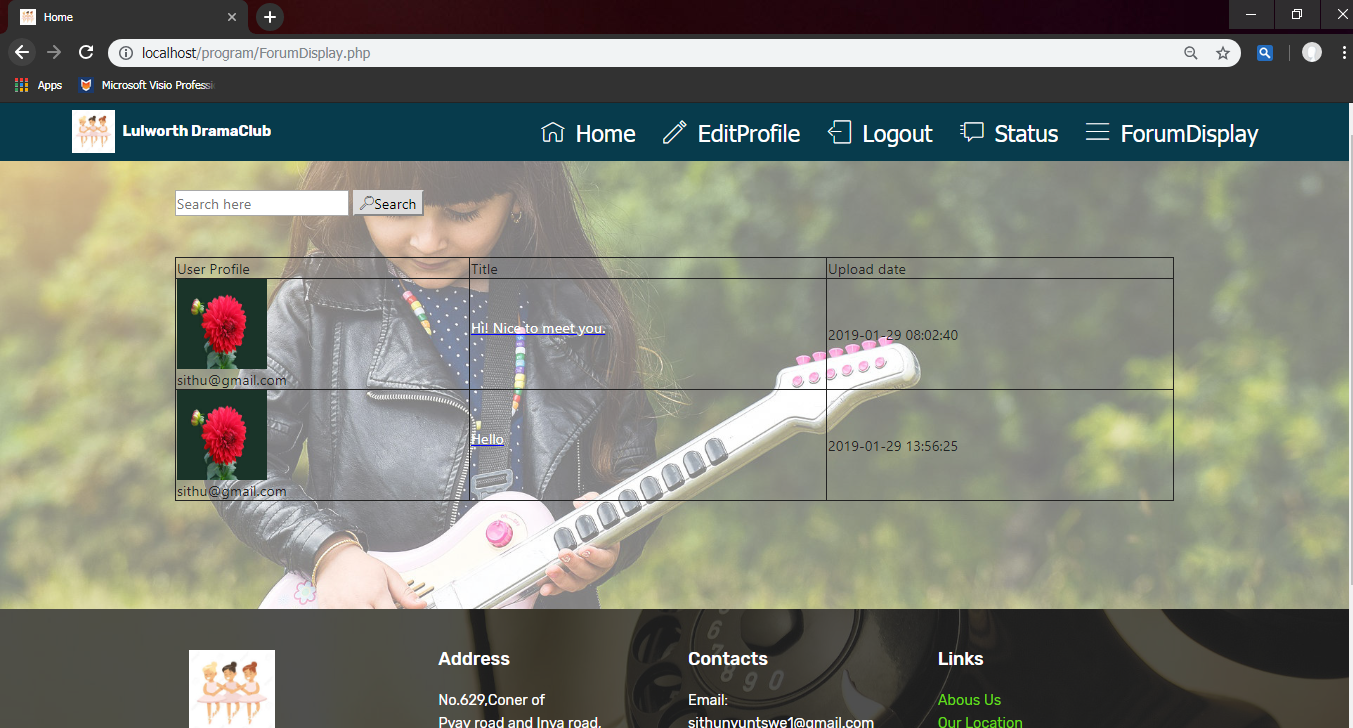 Home
localhost/program/ForumDisplay.php
Apps
Microsoft Visio Professi
Lulworth DramaClub
Home
EditProfile
Logout
Status
ForumDisplay
Search here
Search
User Profile
Title
Upload date
Hi! Nice to meet you.
2019-01-29 08:02:40
sithu@gmail.com
Hello
2019-01-29 13:56:25
sithu@gmail.com
Address
Contacts
Links
No.629,Coner of
Email:
Abous Us
Pyay road and Inya road,
sithunyuntswe1@gmail.com
Our Location